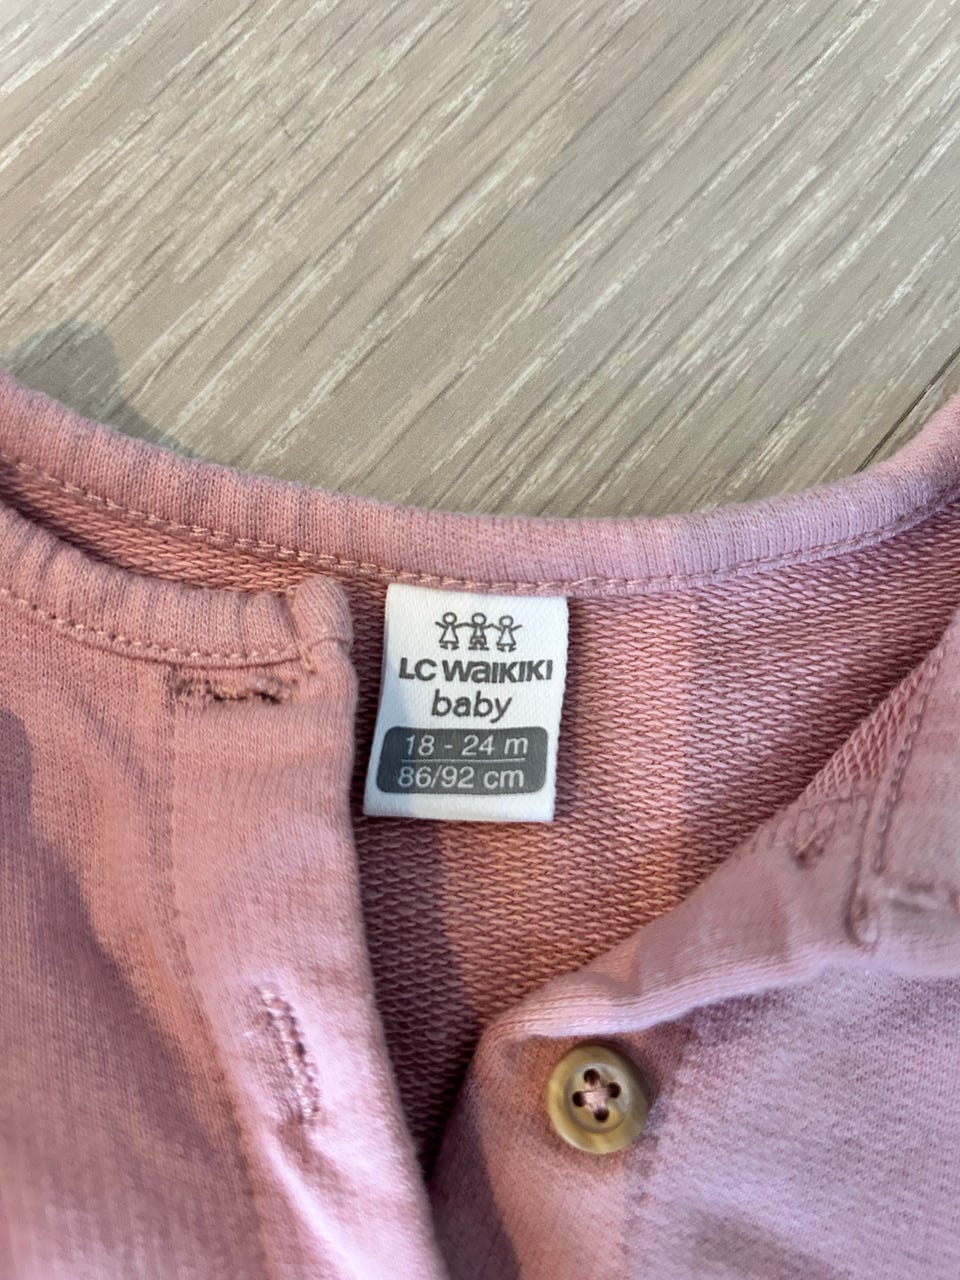 LC WAIKIKI
baby
18 - 24 m
86/92 cm